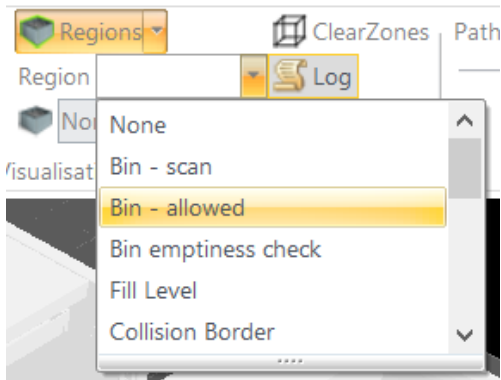 Regions ClearZones Path
Region Log
None
Bin - scan
Bin - allowed
Bin emptiness check
Fill Level
Collision Border